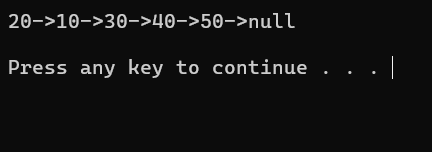 20->10->30->40->50->null
Press any key to continue . . .